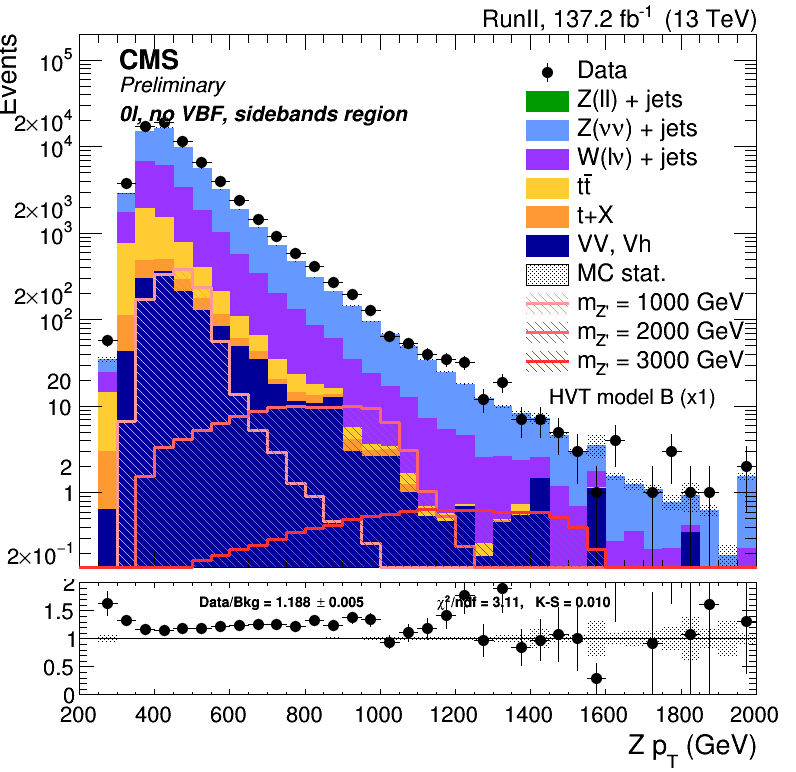 RunII, 137.2 fb⁻¹ (13 TeV)
Events
CMS
Preliminary
0l, no VBF, sidebands region
Data
Z(ll) + jets
Z(νν) + jets
W(lν) + jets
tt̄
t+X
VV, Vh
MC stat.
m_Z' = 1000 GeV
m_Z' = 2000 GeV
m_Z' = 3000 GeV
HVT model B (x1)
10⁵
2×10⁴
10⁴
2×10³
10³
2×10²
10²
20
10
2
1
2×10⁻¹
Data/Bkg = 1.188 ± 0.005 χ²/ndf = 3.11, K-S = 0.010
2
1.5
1
0.5
0
200 400 600 800 1000 1200 1400 1600 1800 2000
Z p_T (GeV)